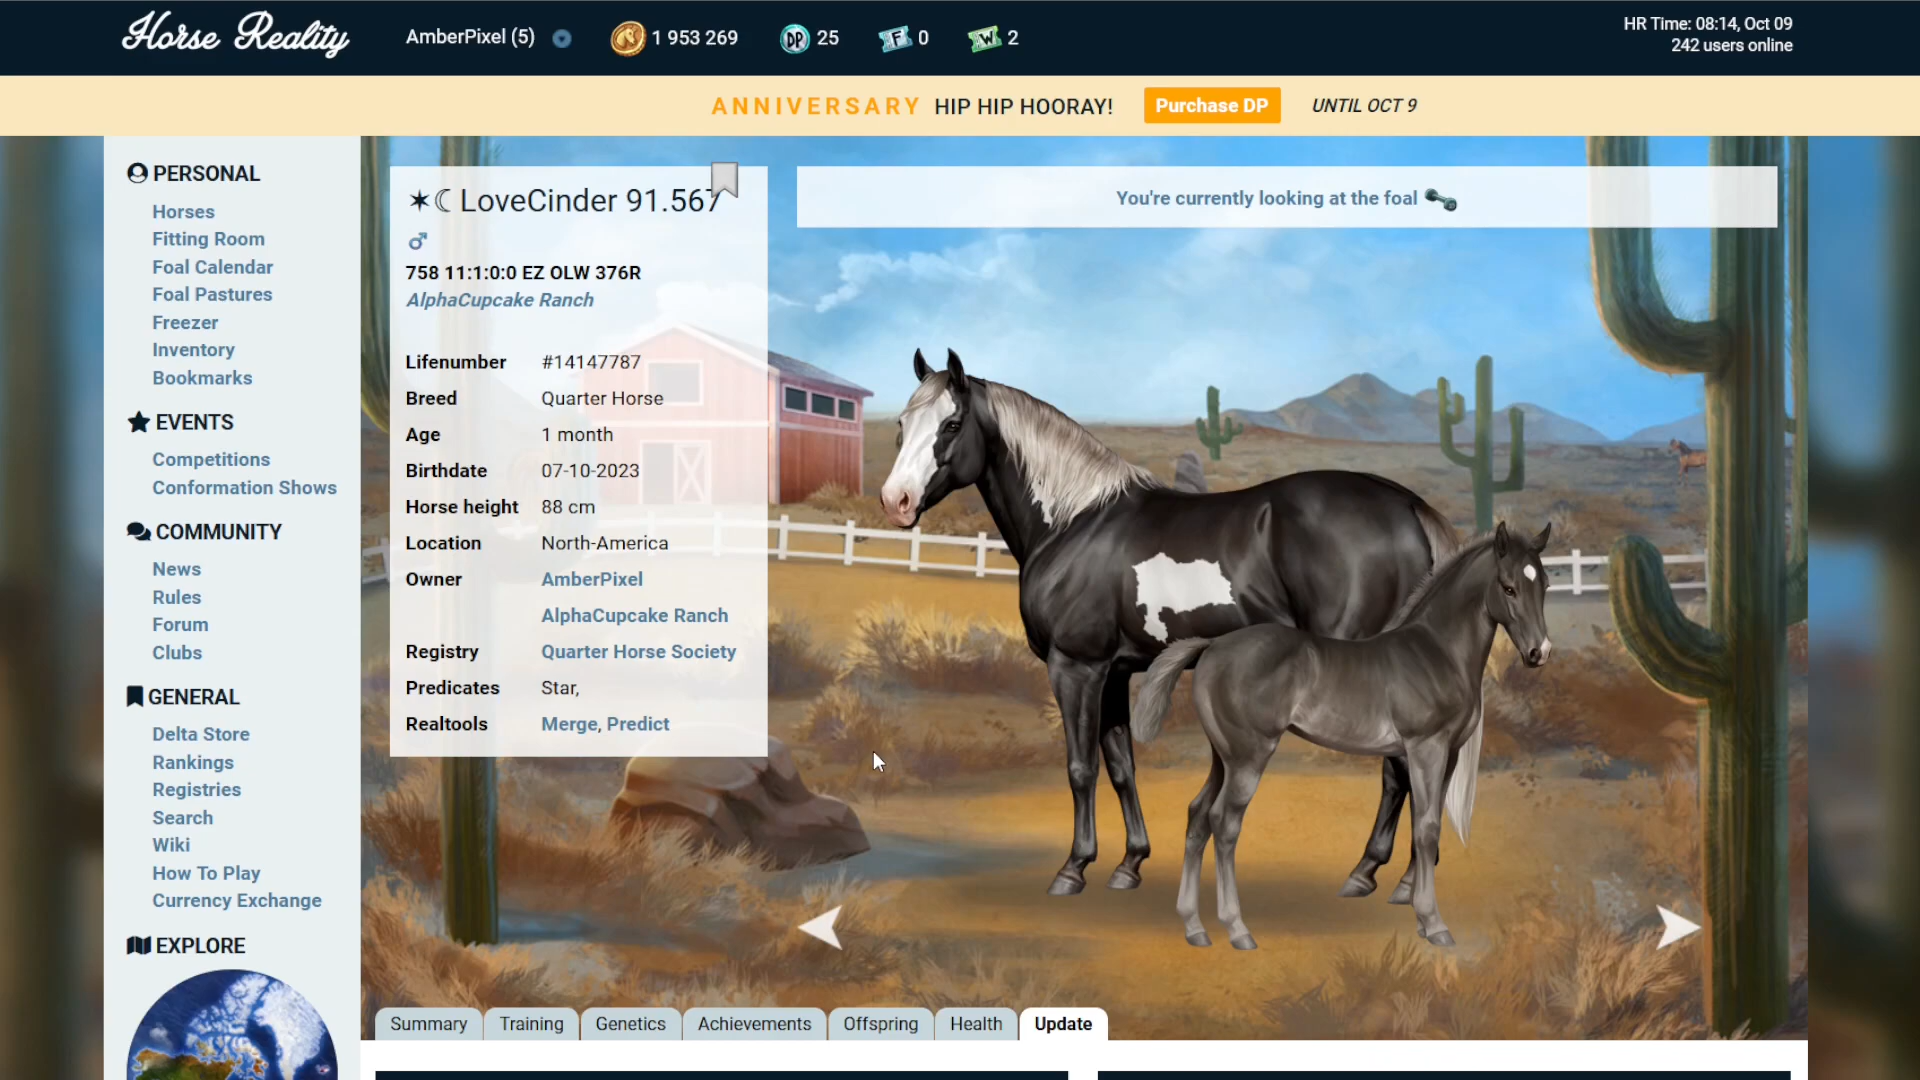 Horse Reality
AmberPixel (5)
1 953 269
DP
25
F
0
W
2
HR Time: 08:14, Oct 09
242 users online
ANNIVERSARY HIP HIP HOORAY!
Purchase DP
UNTIL OCT 9
PERSONAL
Horses
Fitting Room
Foal Calendar
Foal Pastures
Freezer
Inventory
Bookmarks
EVENTS
Competitions
Conformation Shows
COMMUNITY
News
Rules
Forum
Clubs
GENERAL
Delta Store
Rankings
Registries
Search
Wiki
How To Play
Currency Exchange
EXPLORE
✶☾LoveCinder 91.567
♂
758 11:1:0:0 EZ OLW 376R
AlphaCupcake Ranch
Lifenumber #14147787
Breed Quarter Horse
Age 1 month
Birthdate 07-10-2023
Horse height 88 cm
Location North-America
Owner AmberPixel
AlphaCupcake Ranch
Registry Quarter Horse Society
Predicates Star,
Realtools Merge, Predict
You're currently looking at the foal
Summary
Training
Genetics
Achievements
Offspring
Health
Update